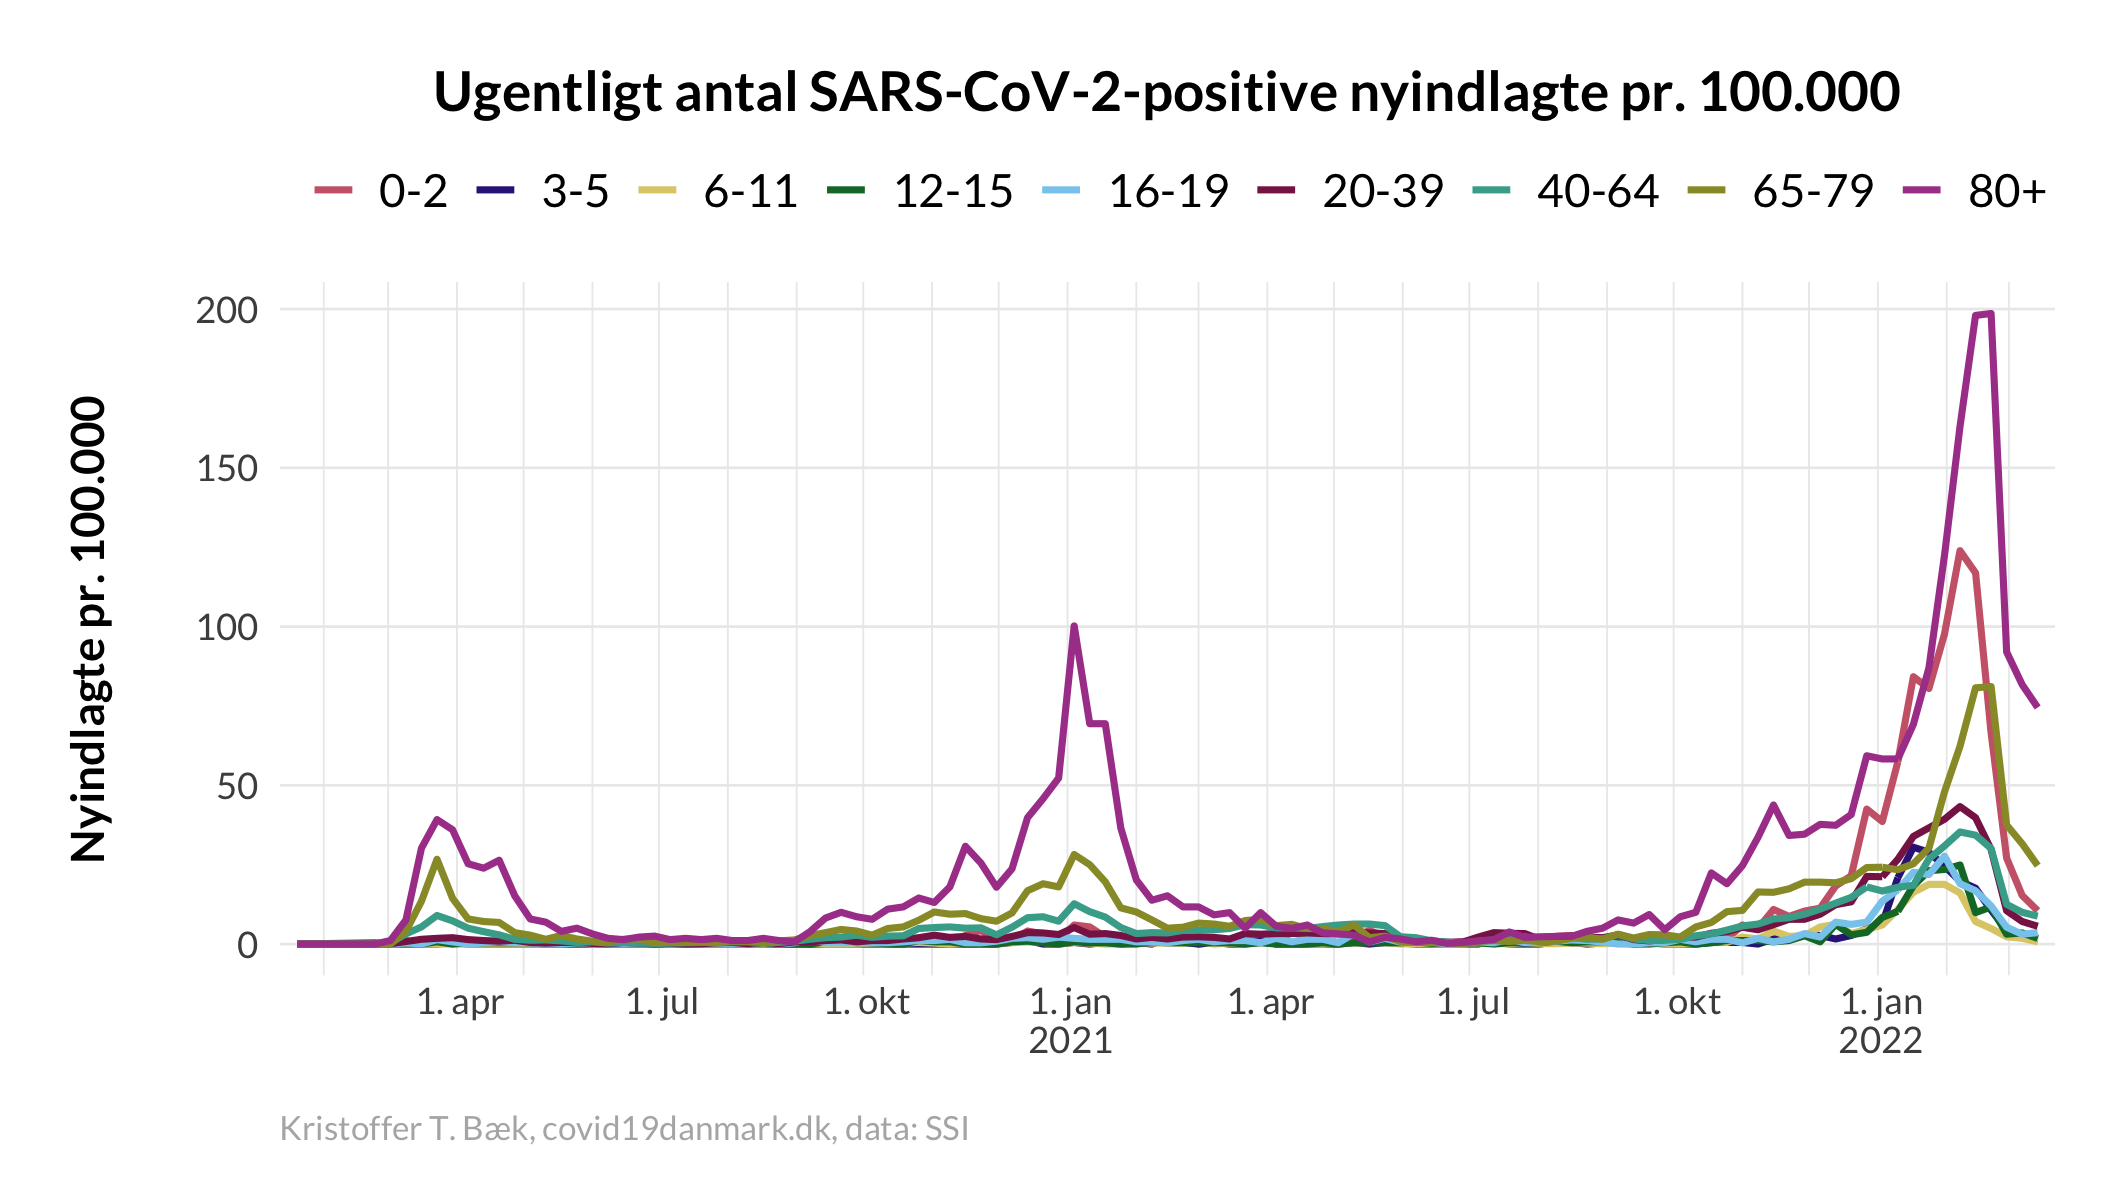 Ugentligt antal SARS-CoV-2-positive nyindlagte pr. 100.000
0-2 3-5 6-11 12-15 16-19 20-39 40-64 65-79 80+
Nyindlagte pr. 100.000
200
150
100
50
0
1. apr 1. jul 1. okt 1. jan 1. apr 1. jul 1. okt 1. jan
2021 2022
Kristoffer T. Bæk, covid19danmark.dk, data: SSI